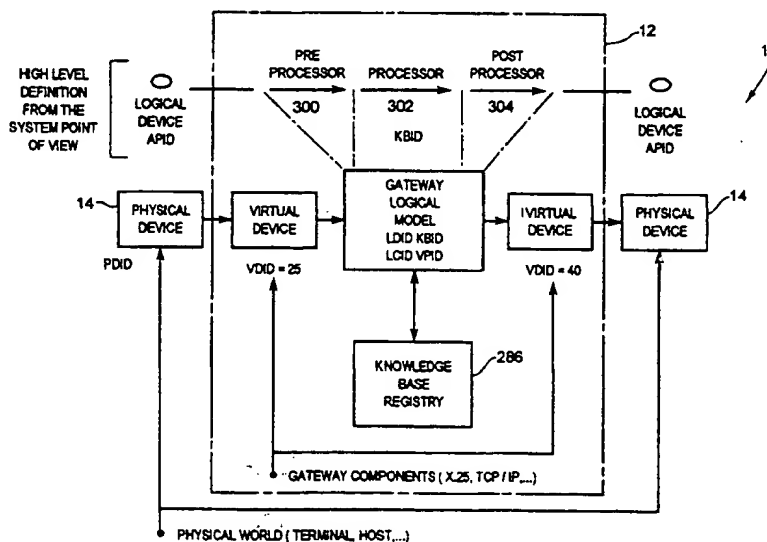 12
1
PRE
PROCESSOR
PROCESSOR
POST
PROCESSOR
HIGH LEVEL
DEFINITION
FROM THE
SYSTEM POINT
OF VIEW
LOGICAL
DEVICE
APID
300
302
304
KBID
LOGICAL
DEVICE
APID
14
PHYSICAL
DEVICE
PDID
VIRTUAL
DEVICE
VDID = 25
GATEWAY
LOGICAL
MODEL
LDID KBID
LCID VPID
IVIRTUAL
DEVICE
VDID = 40
14
PHYSICAL
DEVICE
KNOWLEDGE
BASE
REGISTRY
286
GATEWAY COMPONENTS ( X.25, TCP / IP,...)
PHYSICAL WORLD ( TERMINAL, HOST,...)